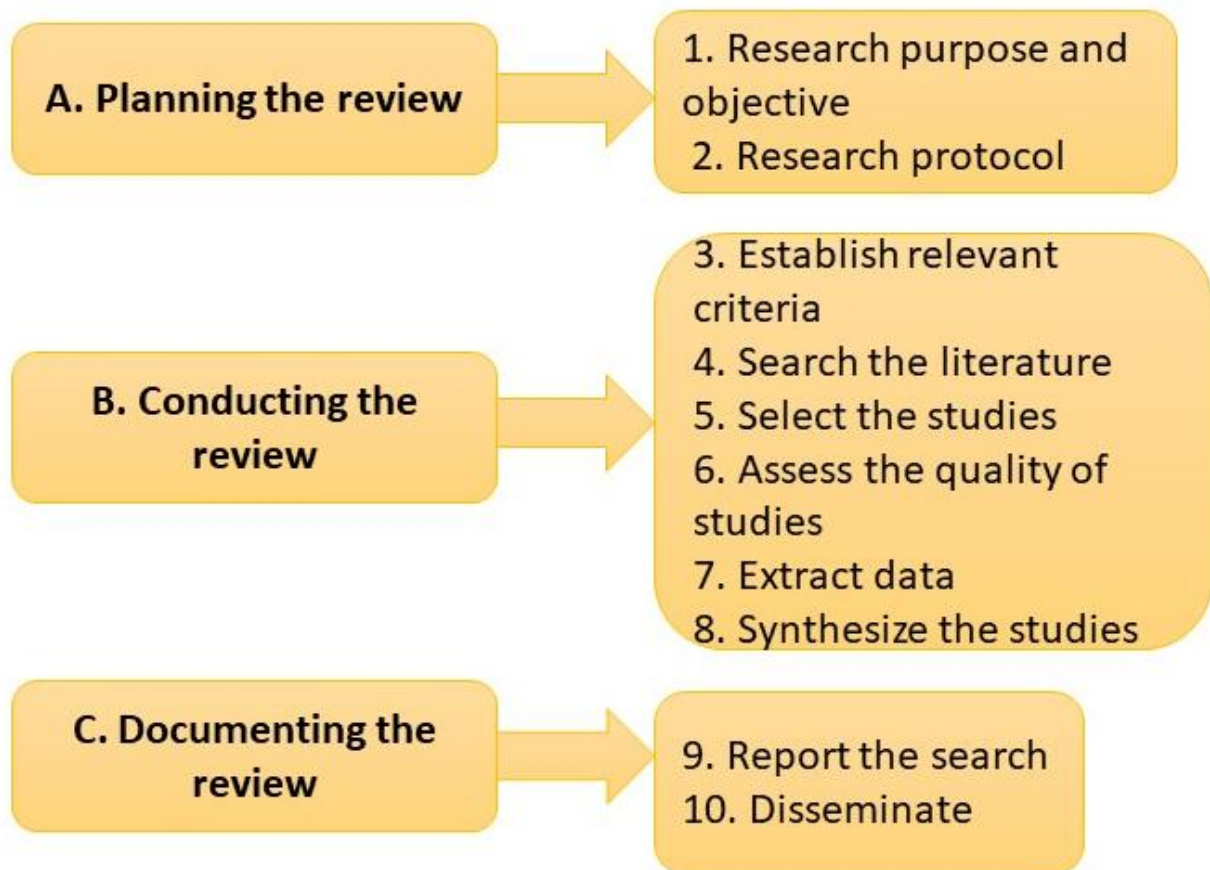 A. Planning the review
1. Research purpose and
objective
2. Research protocol
B. Conducting the
review
3. Establish relevant
criteria
4. Search the literature
5. Select the studies
6. Assess the quality of
studies
7. Extract data
8. Synthesize the studies
C. Documenting the
review
9. Report the search
10. Disseminate